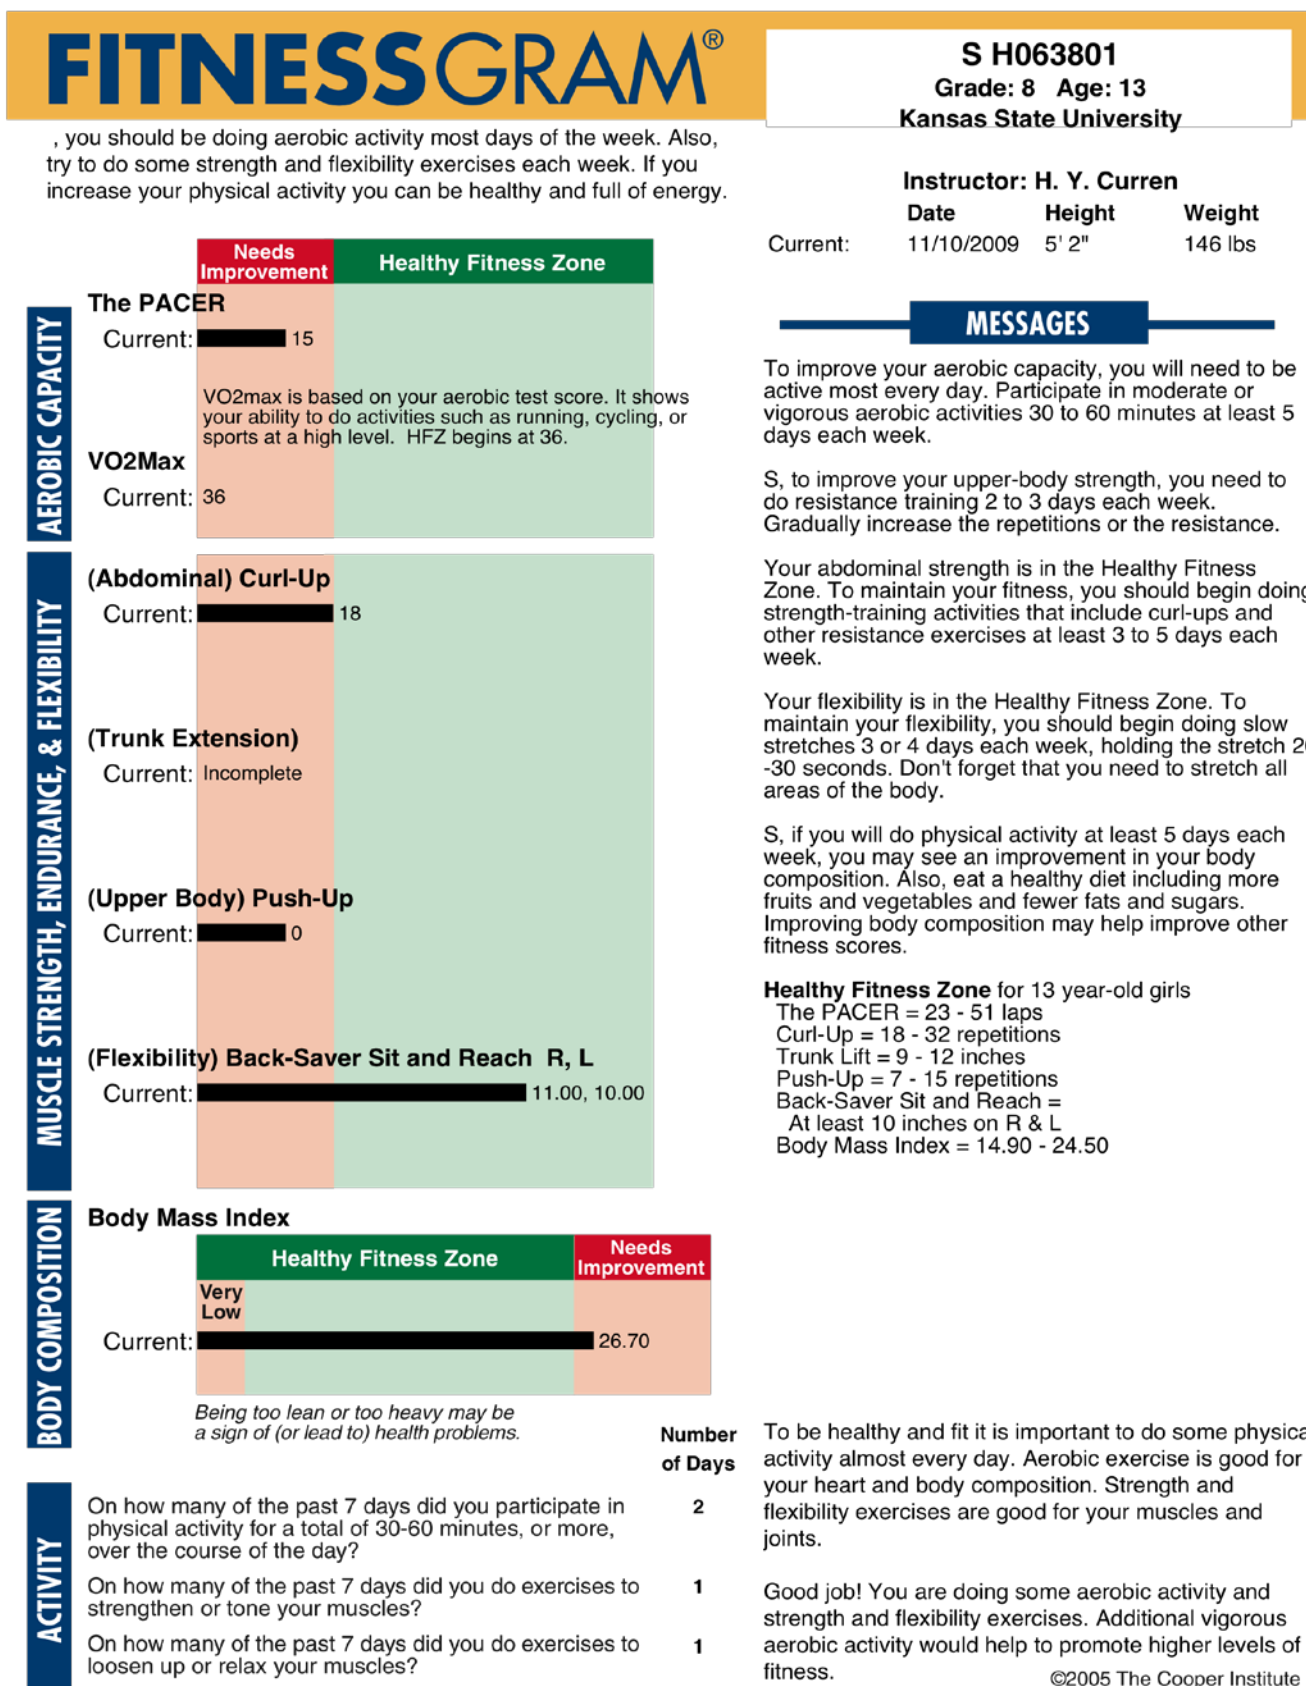 FITNESSGRAM®
S H063801
Grade: 8 Age: 13
Kansas State University
, you should be doing aerobic activity most days of the week. Also,
try to do some strength and flexibility exercises each week. If you
increase your physical activity you can be healthy and full of energy.
Instructor: H. Y. Curren
Date Height Weight
Current: 11/10/2009 5' 2" 146 lbs
Needs
Improvement
Healthy Fitness Zone
AEROBIC CAPACITY
The PACER
Current: 15
VO2max is based on your aerobic test score. It shows
your ability to do activities such as running, cycling, or
sports at a high level. HFZ begins at 36.
VO2Max
Current: 36
MUSCLE STRENGTH, ENDURANCE, & FLEXIBILITY
(Abdominal) Curl-Up
Current: 18
(Trunk Extension)
Current: Incomplete
(Upper Body) Push-Up
Current: 0
(Flexibility) Back-Saver Sit and Reach R, L
Current: 11.00, 10.00
BODY COMPOSITION
Body Mass Index
Healthy Fitness Zone
Needs
Improvement
Very
Low
Current: 26.70
Being too lean or too heavy may be
a sign of (or lead to) health problems.
MESSAGES
To improve your aerobic capacity, you will need to be
active most every day. Participate in moderate or
vigorous aerobic activities 30 to 60 minutes at least 5
days each week.
S, to improve your upper-body strength, you need to
do resistance training 2 to 3 days each week.
Gradually increase the repetitions or the resistance.
Your abdominal strength is in the Healthy Fitness
Zone. To maintain your fitness, you should begin doing
strength-training activities that include curl-ups and
other resistance exercises at least 3 to 5 days each
week.
Your flexibility is in the Healthy Fitness Zone. To
maintain your flexibility, you should begin doing slow
stretches 3 or 4 days each week, holding the stretch
-30 seconds. Don't forget that you need to stretch all
areas of the body.
S, if you will do physical activity at least 5 days each
week, you may see an improvement in your body
composition. Also, eat a healthy diet including more
fruits and vegetables and fewer fats and sugars.
Improving body composition may help improve other
fitness scores.
Healthy Fitness Zone for 13 year-old girls
The PACER = 23 - 51 laps
Curl-Up = 18 - 32 repetitions
Trunk Lift = 9 - 12 inches
Push-Up = 7 - 15 repetitions
Back-Saver Sit and Reach =
At least 10 inches on R & L
Body Mass Index = 14.90 - 24.50
ACTIVITY
Number
of Days
On how many of the past 7 days did you participate in 2
physical activity for a total of 30-60 minutes, or more,
over the course of the day?
On how many of the past 7 days did you do exercises to 1
strengthen or tone your muscles?
On how many of the past 7 days did you do exercises to 1
loosen up or relax your muscles?
To be healthy and fit it is important to do some physica
activity almost every day. Aerobic exercise is good for
your heart and body composition. Strength and
flexibility exercises are good for your muscles and
joints.
Good job! You are doing some aerobic activity and
strength and flexibility exercises. Additional vigorous
aerobic activity would help to promote higher levels of
fitness.
©2005 The Cooper Institute